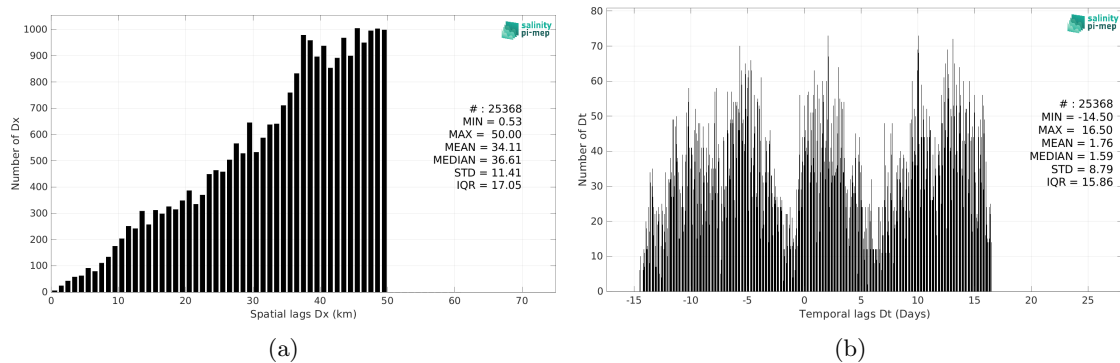 1000
900
800
700
600
500
400
300
200
100
0
Number of Dx
0 10 20 30 40 50 60 70
Spatial lags Dx (km)
salinity
pi-mep
# : 25368
MIN = 0.53
MAX = 50.00
MEAN = 34.11
MEDIAN = 36.61
STD = 11.41
IQR = 17.05
(a)
80
70
60
50
40
30
20
10
0
Number of Dt
-15 -10 -5 0 5 10 15 20 25
Temporal lags Dt (Days)
salinity
pi-mep
# : 25368
MIN = -14.50
MAX = 16.50
MEAN = 1.76
MEDIAN = 1.59
STD = 8.79
IQR = 15.86
(b)